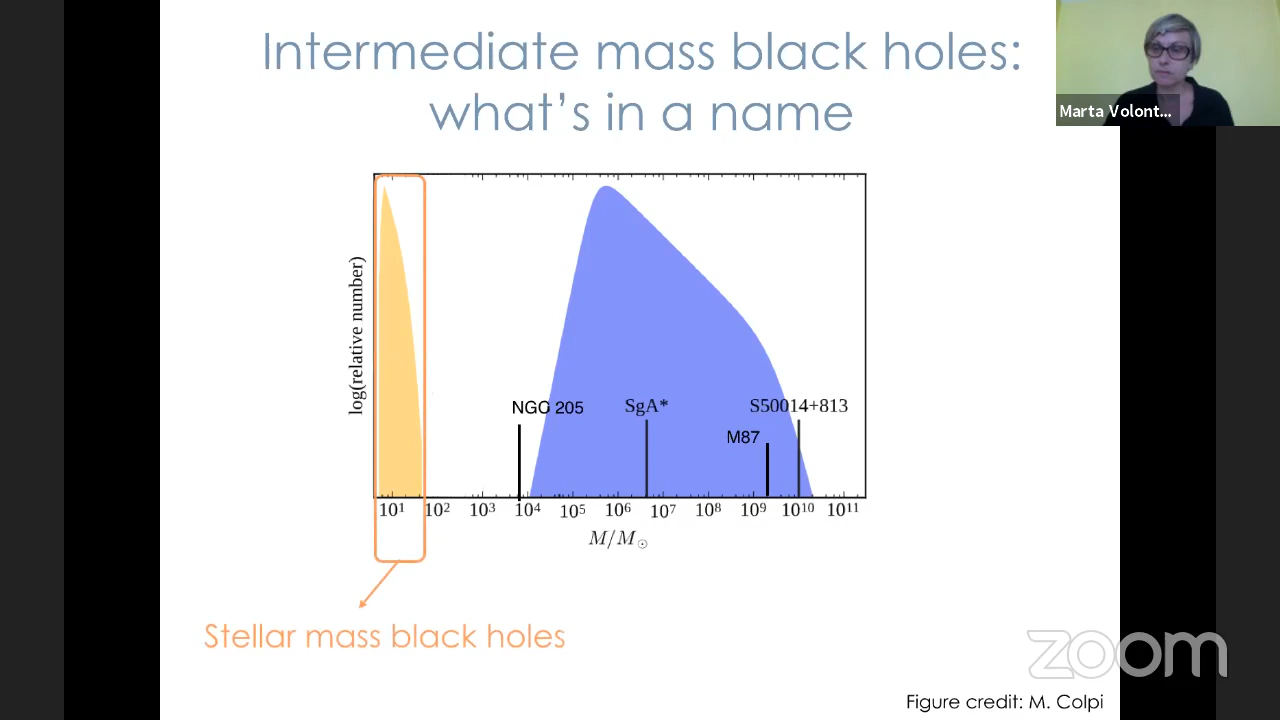 Intermediate mass black holes:
what's in a name
Marta Volont...
log(relative number)
NGC 205
SgA*
S50014+813
M87
10¹ 10² 10³ 10⁴ 10⁵ 10⁶ 10⁷ 10⁸ 10⁹ 10¹⁰ 10¹¹
M/M☉
Stellar mass black holes
zoom
Figure credit: M. Colpi